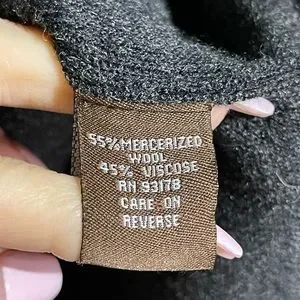 55%MERCERIZED
WOOL
45% VISCOSE
RN 93178
CARE ON
REVERSE